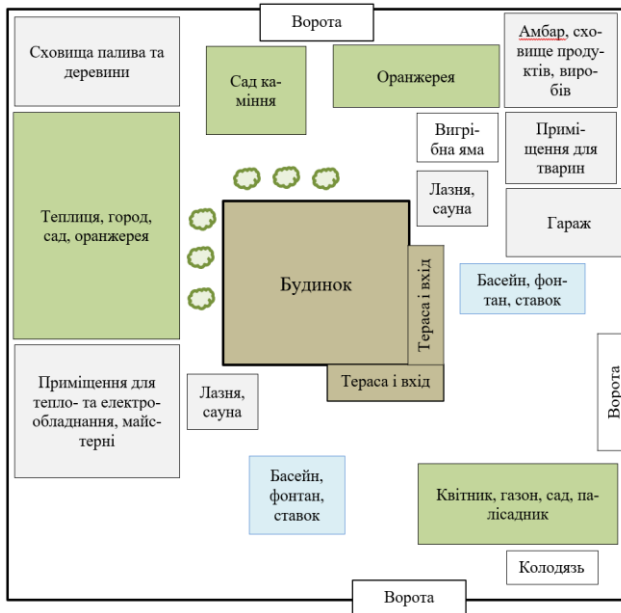 Ворота
Сховища палива та
деревини
Сад ка-
міння
Оранжерея
Амбар, схо-
вище проду-
ктів, виро-
бів
Вигрі-
бна яма
Примі-
щення для
тварин
Лазня,
сауна
Гараж
Теплиця, город,
сад, оранжерея
Будинок
Тераса і вхід
Басейн, фон-
тан, ставок
Тераса і вхід
Ворота
Приміщення для
тепло- та електро-
обладнання, майс-
терні
Лазня,
сауна
Басейн,
фонтан,
ставок
Квітник, газон, сад, па-
лісадник
Колодязь
Ворота